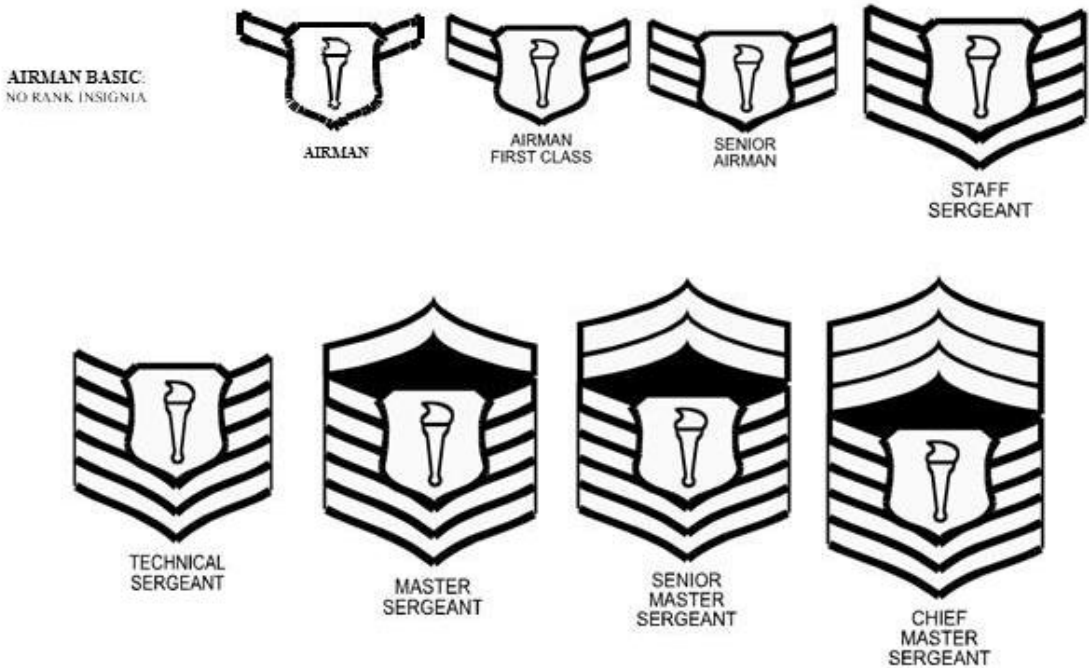 AIRMAN BASIC:
NO RANK INSIGNIA
AIRMAN
AIRMAN
FIRST CLASS
SENIOR
AIRMAN
STAFF
SERGEANT
TECHNICAL
SERGEANT
MASTER
SERGEANT
SENIOR
MASTER
SERGEANT
CHIEF
MASTER
SERGEANT